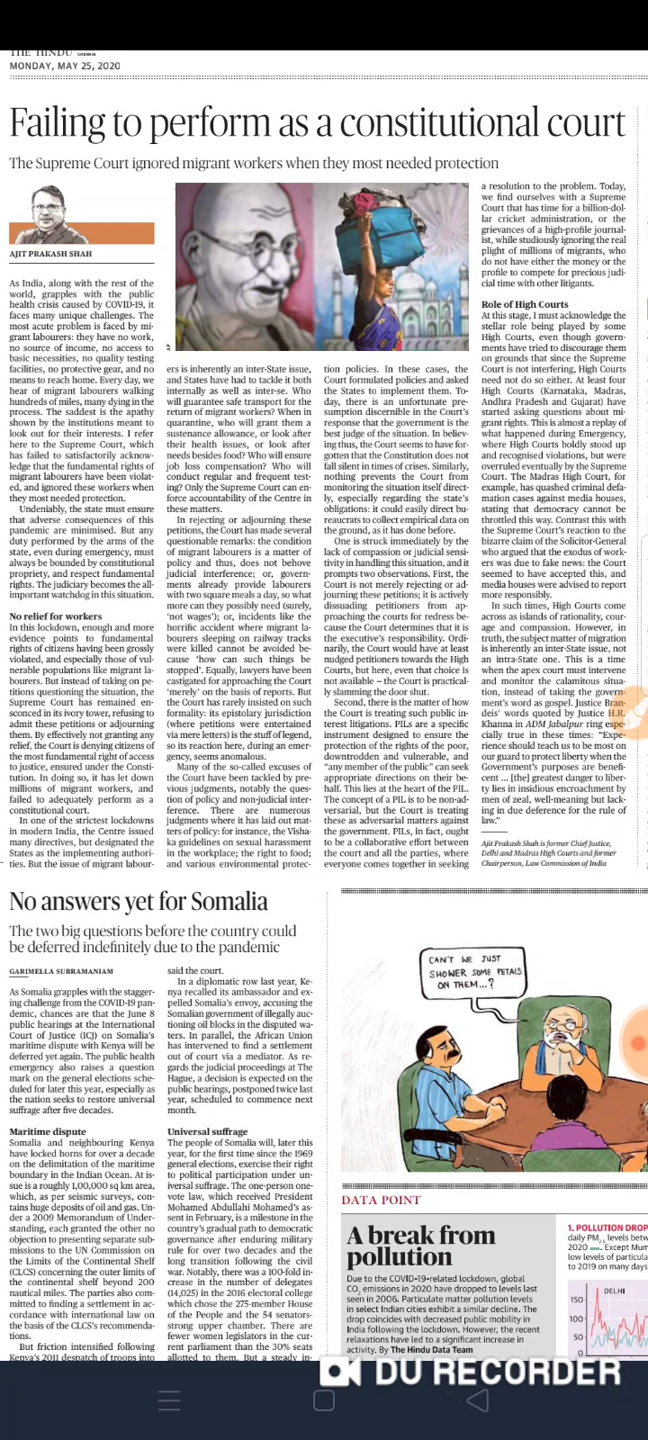 THE HINDU CHENNAI
MONDAY, MAY 25, 2020
Failing to perform as a constitutional court
The Supreme Court ignored migrant workers when they most needed protection
AJIT PRAKASH SHAH
As India, along with the rest of the
world, grapples with the public
health crisis caused by COVID-19, it
faces many unique challenges. The
most acute problem is faced by mi-
grant labourers: they have no work,
no source of income, no access to
basic necessities, no quality testing
facilities, no protective gear, and no
means to reach home. Every day, we
hear of migrant labourers walking
hundreds of miles, many dying in the
process. The saddest is the apathy
shown by the institutions meant to
look out for their interests. I refer
here to the Supreme Court, which
has failed to satisfactorily acknow-
ledge that the fundamental rights of
migrant labourers have been violat-
ed, and ignored these workers when
they most needed protection.
Undeniably, the state must ensure
that adverse consequences of this
pandemic are minimised. But any
duty performed by the arms of the
state, even during emergency, must
always be bounded by constitutional
propriety, and respect fundamental
rights. The judiciary becomes the all-
important watchdog in this situation.
No relief for workers
In this lockdown, enough and more
evidence points to fundamental
rights of citizens having been grossly
violated, and especially those of vul-
nerable populations like migrant la-
bourers. But instead of taking on pe-
titions questioning the situation, the
Supreme Court has remained en-
sconced in its ivory tower, refusing to
admit these petitions or adjourning
them. By effectively not granting any
relief, the Court is denying citizens of
the most fundamental right of access
to justice, ensured under the Consti-
tution. In doing so, it has let down
millions of migrant workers, and
failed to adequately perform as a
constitutional court.
In one of the strictest lockdowns
in modern India, the Centre issued
many directives, but designated the
States as the implementing authori-
ties. But the issue of migrant labour-
ers is inherently an inter-State issue,
and States have had to tackle it both
internally as well as inter-se. Who
will guarantee safe transport for the
return of migrant workers? When in
quarantine, who will grant them a
sustenance allowance, or look after
their health issues, or look after
needs besides food? Who will ensure
job loss compensation? Who will
conduct regular and frequent test-
ing? Only the Supreme Court can en-
force accountability of the Centre in
these matters.
In rejecting or adjourning these
petitions, the Court has made several
questionable remarks: the condition
of migrant labourers is a matter of
policy and thus, does not behove
judicial interference; or, govern-
ments already provide labourers
with two square meals a day, so what
more can they possibly need (surely,
'not wages'); or, incidents like the
horrific accident where migrant la-
bourers sleeping on railway tracks
were killed cannot be avoided be-
cause 'how can such things be
stopped'. Equally, lawyers have been
castigated for approaching the Court
'merely' on the basis of reports. But
the Court has rarely insisted on such
formality: its epistolary jurisdiction
(where petitions were entertained
via mere letters) is the stuff of legend,
so its reaction here, during an emer-
gency, seems anomalous.
Many of the so-called excuses of
the Court have been tackled by pre-
vious judgments, notably the ques-
tion of policy and non-judicial inter-
ference. There are numerous
judgments where it has laid out mat-
ters of policy: for instance, the Visha-
ka guidelines on sexual harassment
in the workplace; the right to food;
and various environmental protec-
tion policies. In these cases, the
Court formulated policies and asked
the States to implement them. To-
day, there is an unfortunate pre-
sumption discernible in the Court's
response that the government is the
best judge of the situation. In believ-
ing thus, the Court seems to have for-
gotten that the Constitution does not
fall silent in times of crises. Similarly,
nothing prevents the Court from
monitoring the situation itself direct-
ly, especially regarding the state's
obligations: it could easily direct bu-
reaucrats to collect empirical data on
the ground, as it has done before.
One is struck immediately by the
lack of compassion or judicial sensi-
tivity in handling this situation, and it
prompts two observations. First, the
Court is not merely rejecting or ad-
journing these petitions; it is actively
dissuading petitioners from ap-
proaching the courts for redress be-
cause the Court determines that it is
the executive's responsibility. Ordi-
narily, the Court would have at least
nudged petitioners towards the High
Courts, but here, even that choice is
not available – the Court is practical-
ly slamming the door shut.
Second, there is the matter of how
the Court is treating such public in-
terest litigations. PILs are a specific
instrument designed to ensure the
protection of the rights of the poor,
downtrodden and vulnerable, and
"any member of the public" can seek
appropriate directions on their be-
half. This lies at the heart of the PIL.
The concept of a PIL is to be non-ad-
versarial, but the Court is treating
these as adversarial matters against
the government. PILs, in fact, ought
to be a collaborative effort between
the court and all the parties, where
everyone comes together in seeking
a resolution to the problem. Today,
we find ourselves with a Supreme
Court that has time for a billion-dol-
lar cricket administration, or the
grievances of a high-profile journal-
ist, while studiously ignoring the real
plight of millions of migrants, who
do not have either the money or the
profile to compete for precious judi-
cial time with other litigants.
Role of High Courts
At this stage, I must acknowledge the
stellar role being played by some
High Courts, even though govern-
ments have tried to discourage them
on grounds that since the Supreme
Court is not interfering, High Courts
need not do so either. At least four
High Courts (Karnataka, Madras,
Andhra Pradesh and Gujarat) have
started asking questions about mi-
grant rights. This is almost a replay of
what happened during Emergency,
where High Courts boldly stood up
and recognised violations, but were
overruled eventually by the Supreme
Court. The Madras High Court, for
example, has quashed criminal defa-
mation cases against media houses,
stating that democracy cannot be
throttled this way. Contrast this with
the Supreme Court's reaction to the
bizarre claim of the Solicitor-General
who argued that the exodus of work-
ers was due to fake news: the Court
seemed to have accepted this, and
media houses were advised to report
more responsibly.
In such times, High Courts come
across as islands of rationality, cour-
age and compassion. However, in
truth, the subject matter of migration
is inherently an inter-State issue, not
an intra-State one. This is a time
when the apex court must intervene
and monitor the calamitous situa-
tion, instead of taking the govern-
ment's word as gospel. Justice Bran-
deis' words quoted by Justice H.R.
Khanna in ADM Jabalpur ring espe-
cially true in these times: "Expe-
rience should teach us to be most on
our guard to protect liberty when the
Government's purposes are benefi-
cent ... [the] greatest danger to liber-
ty lies in insidious encroachment by
men of zeal, well-meaning but lack-
ing in due deference for the rule of
law."
Ajit Prakash Shah is former Chief Justice,
Delhi and Madras High Courts and former
Chairperson, Law Commission of India
No answers yet for Somalia
The two big questions before the country could
be deferred indefinitely due to the pandemic
GARIMELLA SUBRAMANIAM
As Somalia grapples with the stagger-
ing challenge from the COVID-19 pan-
demic, chances are that the June 8
public hearings at the International
Court of Justice (ICJ) on Somalia's
maritime dispute with Kenya will be
deferred yet again. The public health
emergency also raises a question
mark on the general elections sche-
duled for later this year, especially as
the nation seeks to restore universal
suffrage after five decades.
Maritime dispute
Somalia and neighbouring Kenya
have locked horns for over a decade
on the delimitation of the maritime
boundary in the Indian Ocean. At is-
sue is a roughly 1,00,000 sq km area,
which, as per seismic surveys, con-
tains huge deposits of oil and gas. Un-
der a 2009 Memorandum of Under-
standing, each granted the other no
objection to presenting separate sub-
missions to the UN Commission on
the Limits of the Continental Shelf
(CLCS) concerning the outer limits of
the continental shelf beyond 200
nautical miles. The parties also com-
mitted to finding a settlement in ac-
cordance with international law on
the basis of the CLCS's recommenda-
tions.
But friction intensified following
Kenya's 2011 despatch of troops into
said the court.
In a diplomatic row last year, Ke-
nya recalled its ambassador and ex-
pelled Somalia's envoy, accusing the
Somalian government of illegally auc-
tioning oil blocks in the disputed wa-
ters. In parallel, the African Union
has intervened to find a settlement
out of court via a mediator. As re-
gards the judicial proceedings at The
Hague, a decision is expected on the
public hearings, postponed twice last
year, scheduled to commence next
month.
Universal suffrage
The people of Somalia will, later this
year, for the first time since the 1969
general elections, exercise their right
to political participation under un-
iversal suffrage. The one-person one-
vote law, which received President
Mohamed Abdullahi Mohamed's as-
sent in February, is a milestone in the
country's gradual path to democratic
governance after enduring military
rule for over two decades and the
long transition following the civil
war. Notably, there was a 100-fold in-
crease in the number of delegates
(14,025) in the 2016 electoral college
which chose the 275-member House
of the People and the 54 senators-
strong upper chamber. There are
fewer women legislators in the cur-
rent parliament than the 30% seats
allotted to them. But a steady in-
CAN'T WE JUST
SHOWER SOME PETALS
ON THEM...?
DATA POINT
A break from
pollution
Due to the COVID-19-related lockdown, global
CO2 emissions in 2020 have dropped to levels last
seen in 2006. Particulate matter pollution levels
in select Indian cities exhibit a similar decline. The
drop coincides with decreased public mobility in
India following the lockdown. However, the recent
relaxations have led to a significant increase in
activity. By The Hindu Data Team
1. POLLUTION DROP
daily PM2.5 levels betw
2020. Except Mum
low levels of particula
to 2019 on many days
DELHI
150
100
50
0
DU RECORDER